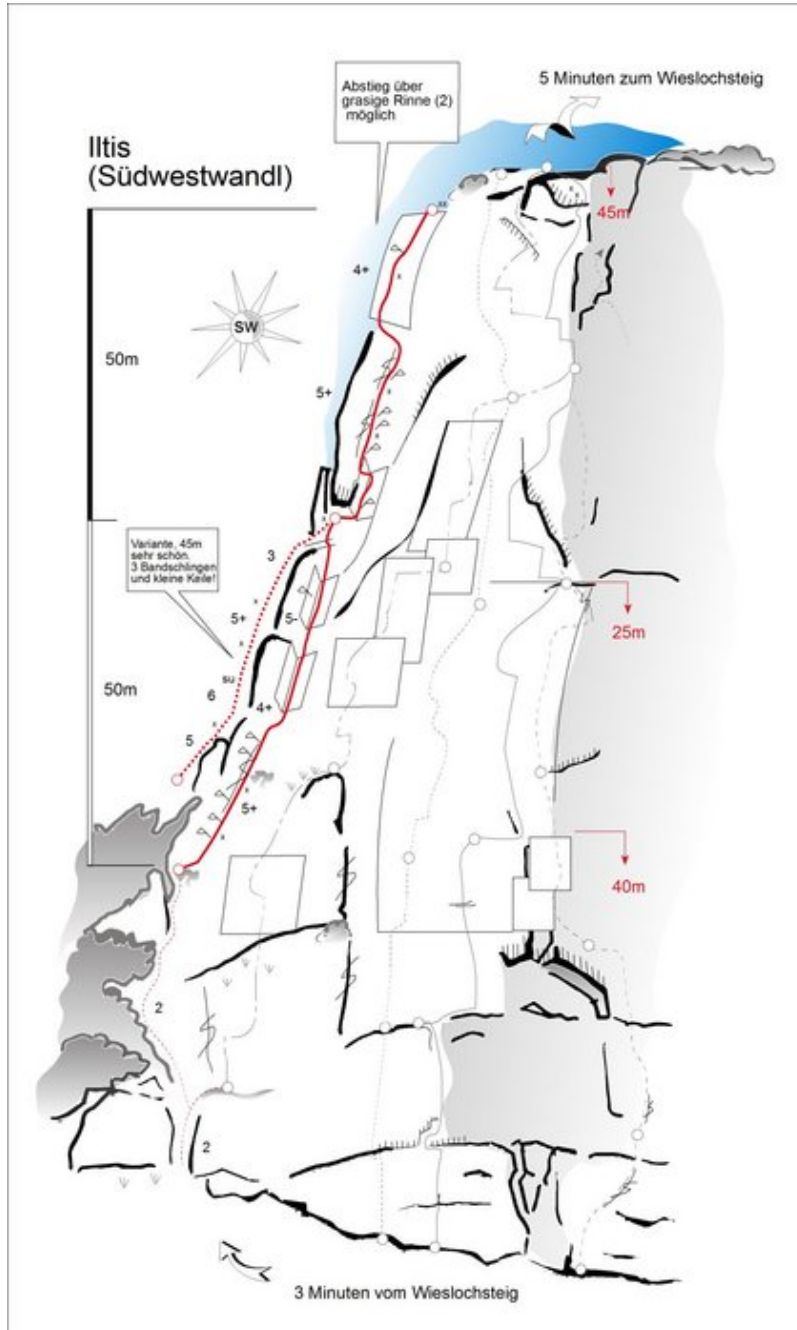 5 Minuten zum Wieslochsteig
Abstieg über
grasige Rinne (2)
möglich
Iltis
(Südwestwandl)
xx
x
x
45m
4+
x
SW
50m
5+
x
x
x
Variante, 45m
sehr schön.
3 Bandschlingen
und kleine Keile!
3
x
5+
5-
x
25m
su
50m
6
4+
x
5
x
5+
x
40m
2
2
3 Minuten vom Wieslochsteig